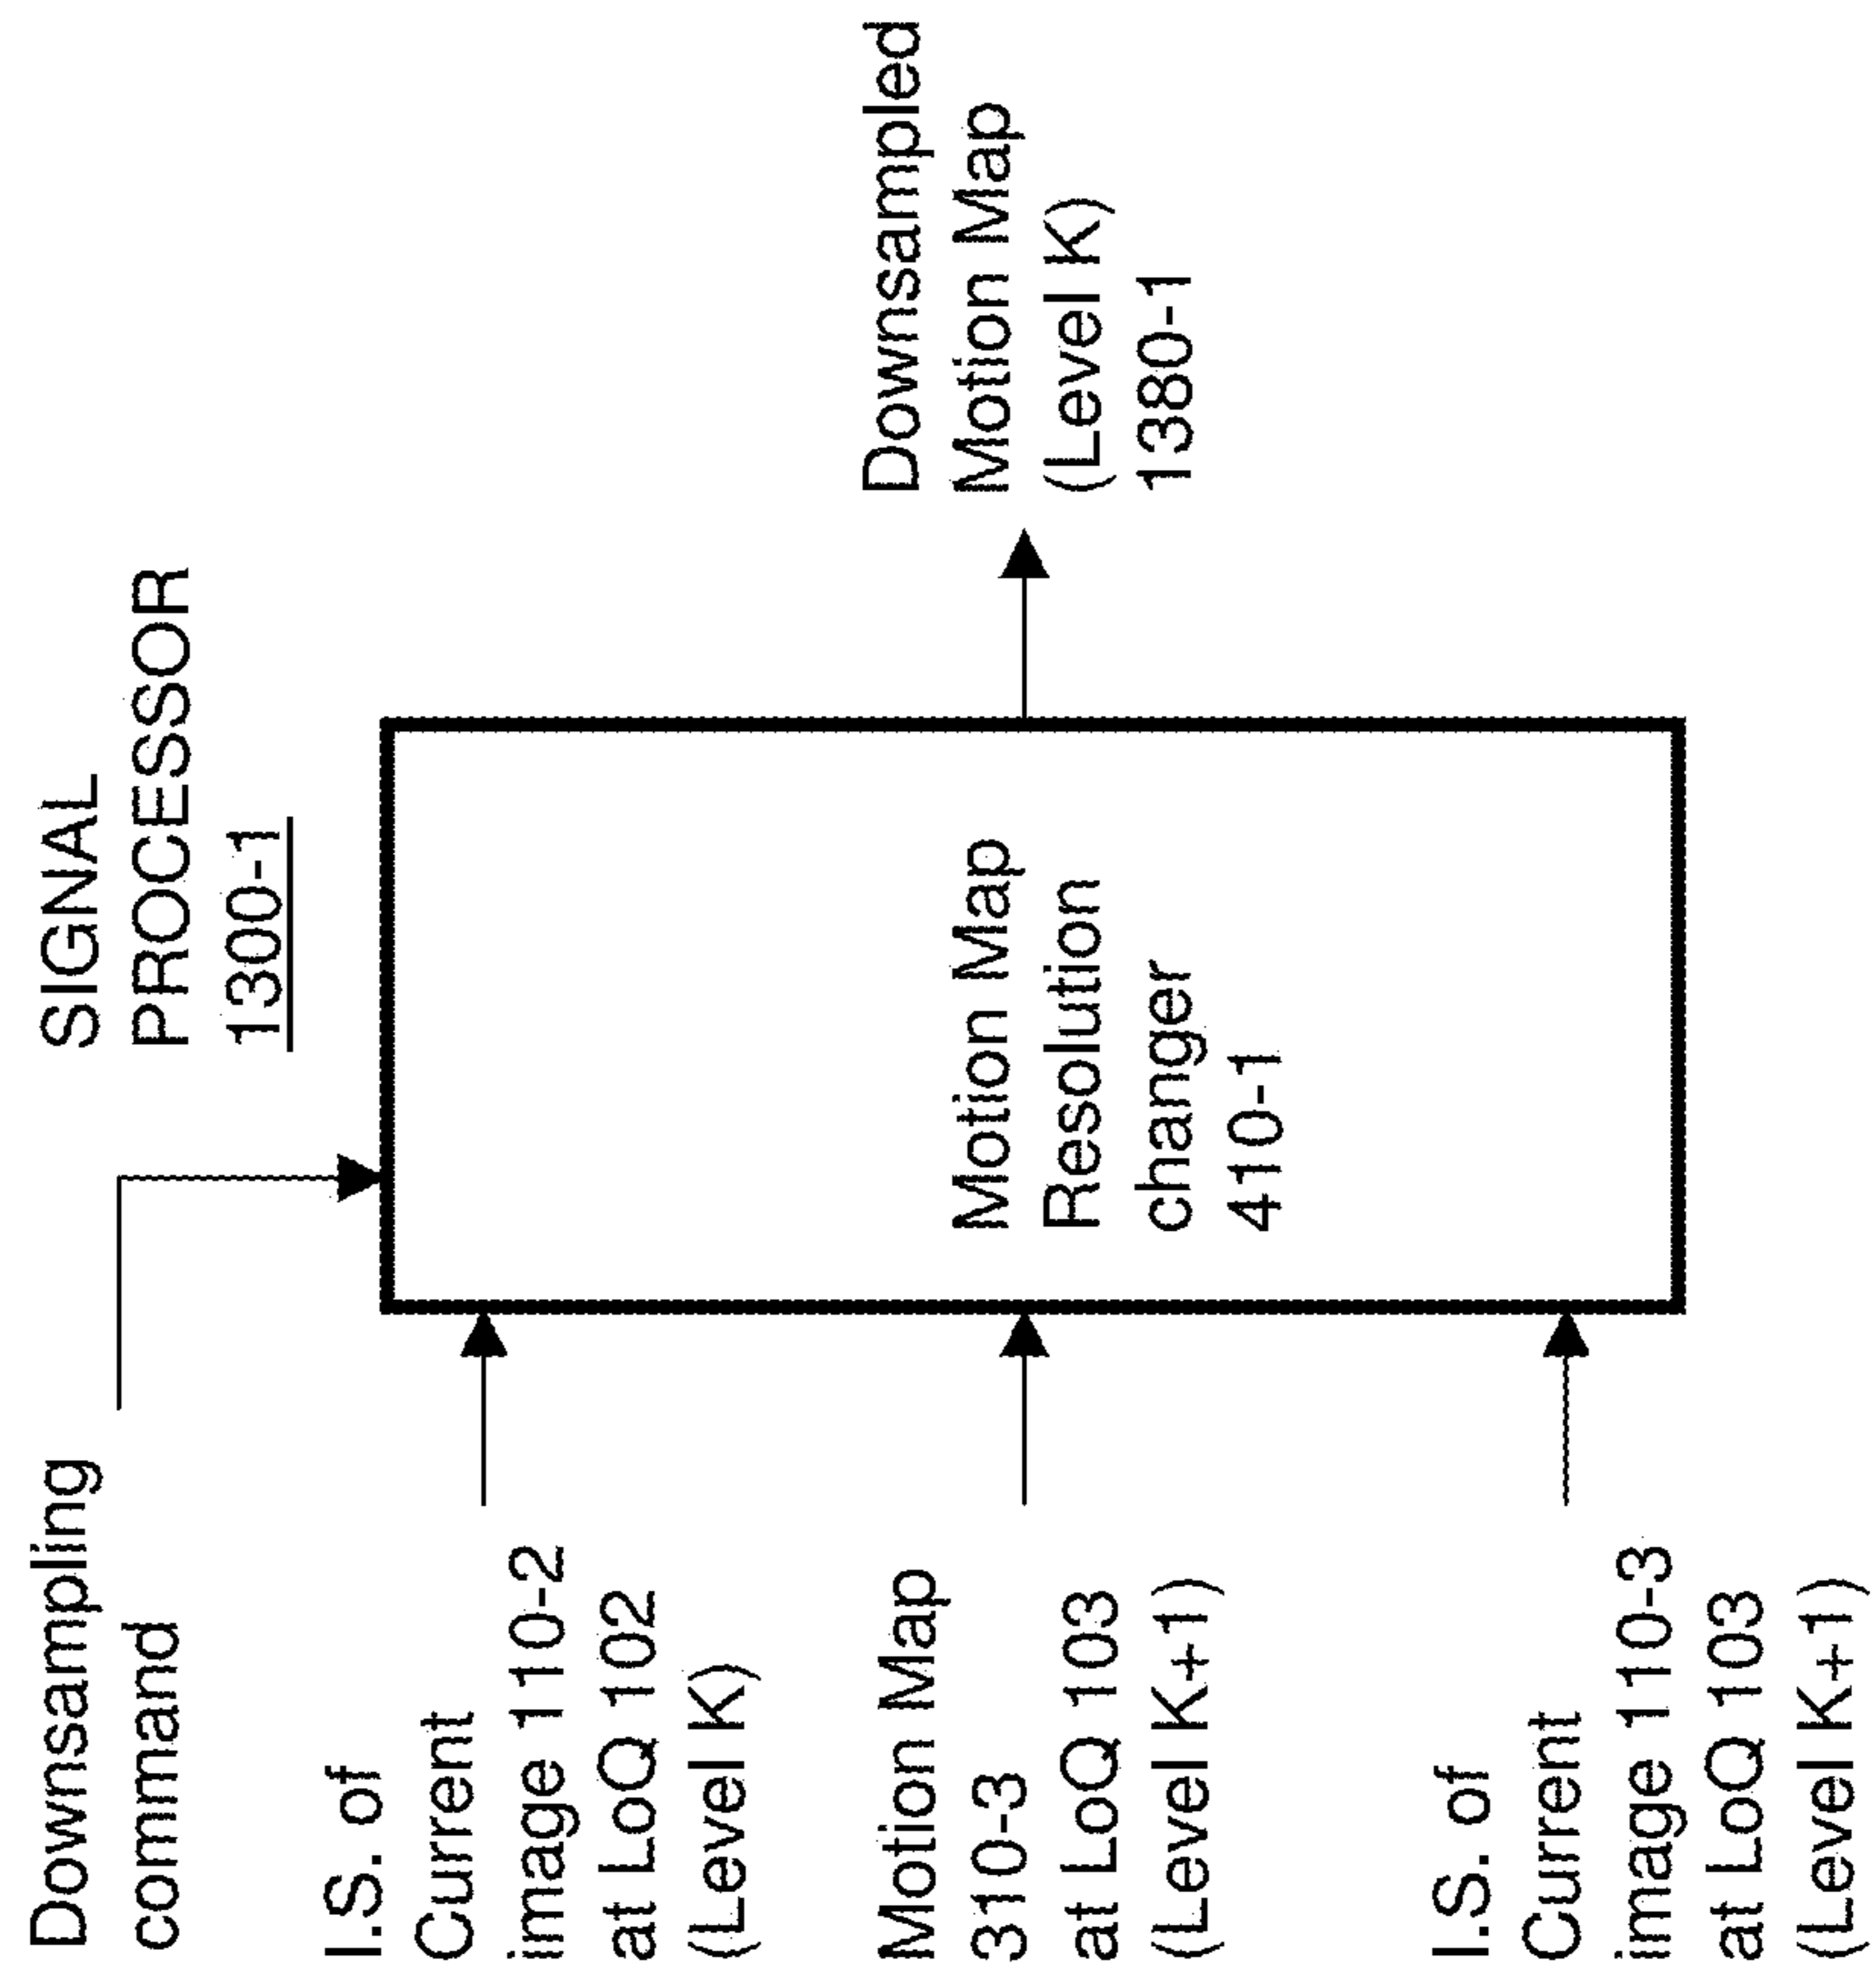 SIGNAL
PROCESSOR
1300-1
Downsampling
command
I.S. of
Current
image 110-2
at LoQ 102
(Level K)
Motion Map
310-3
at LoQ 103
(Level K+1)
I.S. of
Current
image 110-3
at LoQ 103
(Level K+1)
Motion Map
Resolution
changer
410-1
Downsampled
Motion Map
(Level K)
1380-1